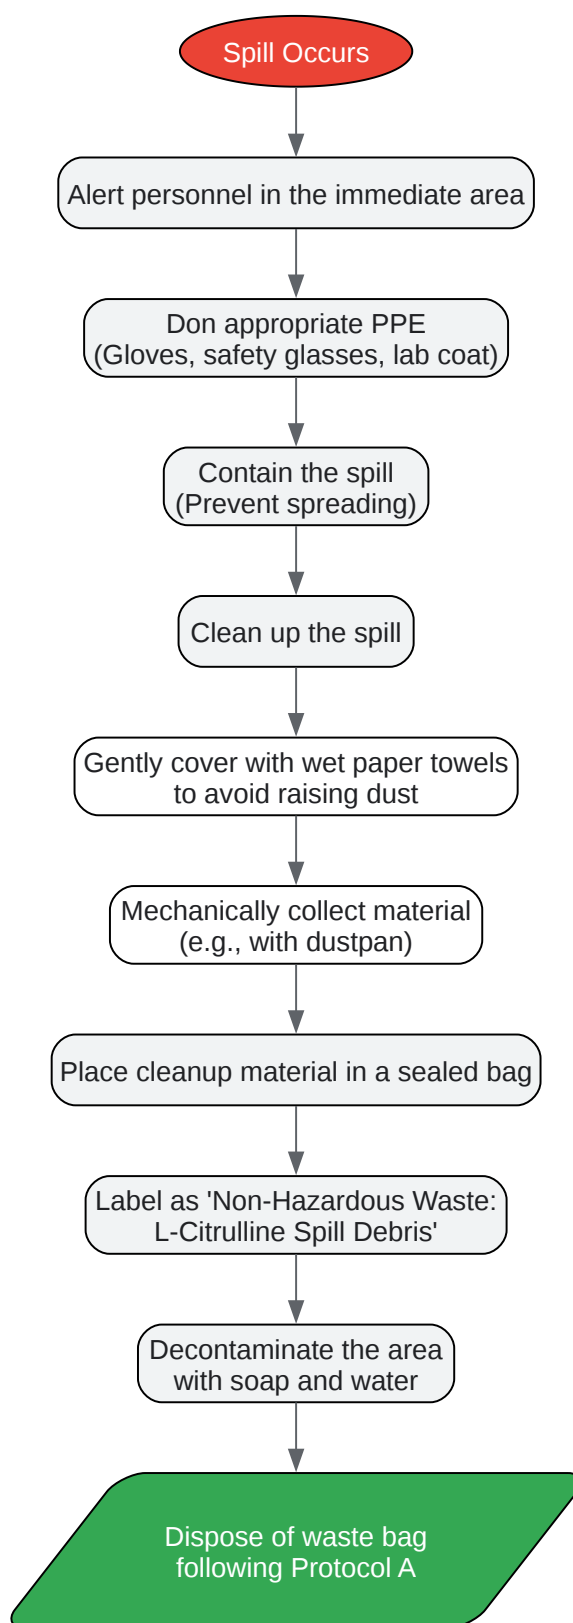 Spill Occurs
Alert personnel in the immediate area
Don appropriate PPE
(Gloves, safety glasses, lab coat)
Contain the spill
(Prevent spreading)
Clean up the spill
Gently cover with wet paper towels
to avoid raising dust
Mechanically collect material
(e.g., with dustpan)
Place cleanup material in a sealed bag
Label as 'Non-Hazardous Waste:
L-Citrulline Spill Debris'
Decontaminate the area
with soap and water
Dispose of waste bag
following Protocol A